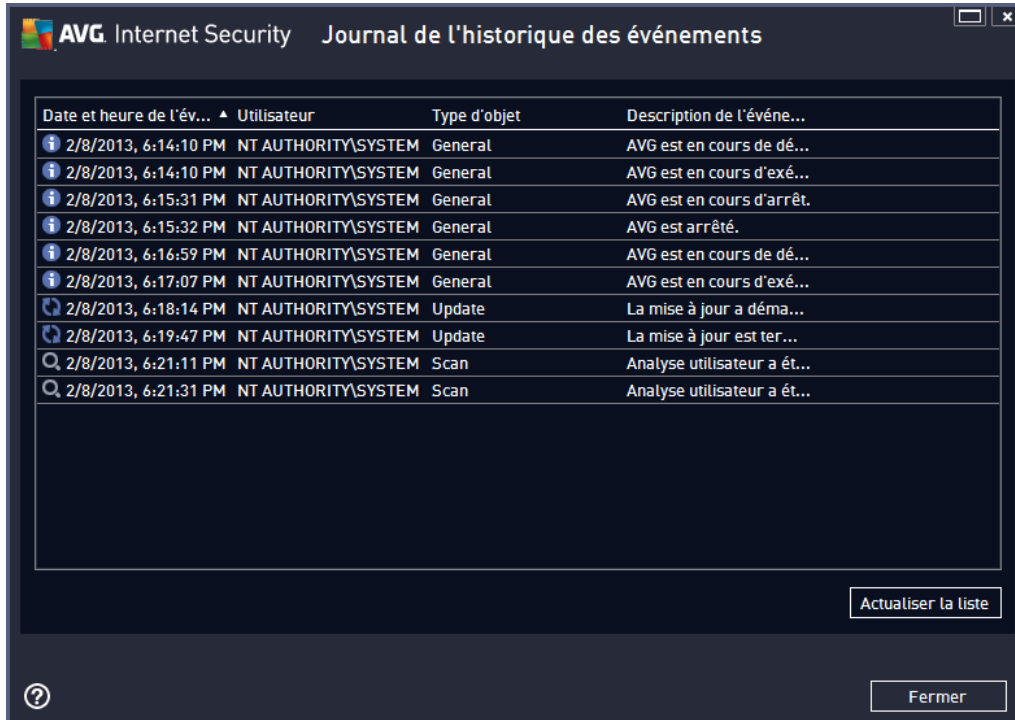 AVG. Internet Security Journal de l'historique des événements
Date et heure de l'év... Utilisateur Type d'objet Description de l'événe...
2/8/2013, 6:14:10 PM NT AUTHORITY\SYSTEM General AVG est en cours de dé...
2/8/2013, 6:14:10 PM NT AUTHORITY\SYSTEM General AVG est en cours d'exé...
2/8/2013, 6:15:31 PM NT AUTHORITY\SYSTEM General AVG est en cours d'arrêt.
2/8/2013, 6:15:32 PM NT AUTHORITY\SYSTEM General AVG est arrêté.
2/8/2013, 6:16:59 PM NT AUTHORITY\SYSTEM General AVG est en cours de dé...
2/8/2013, 6:17:07 PM NT AUTHORITY\SYSTEM General AVG est en cours d'exé...
2/8/2013, 6:18:14 PM NT AUTHORITY\SYSTEM Update La mise à jour a déma...
2/8/2013, 6:19:47 PM NT AUTHORITY\SYSTEM Update La mise à jour est ter...
2/8/2013, 6:21:11 PM NT AUTHORITY\SYSTEM Scan Analyse utilisateur a ét...
2/8/2013, 6:21:31 PM NT AUTHORITY\SYSTEM Scan Analyse utilisateur a ét...
Actualiser la liste
Fermer